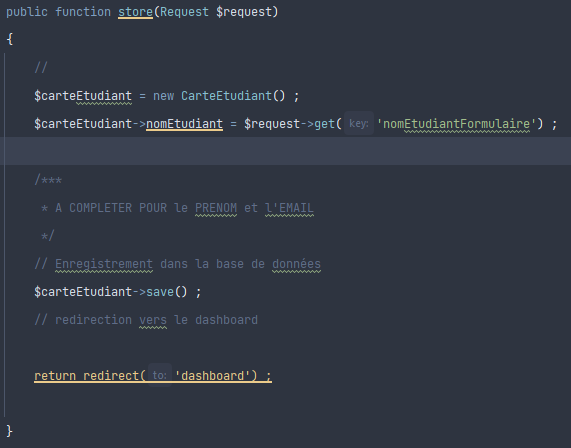 public function store(Request $request)
{
//
$carteEtudiant = new CarteEtudiant() ;
$carteEtudiant->nomEtudiant = $request->get( key: 'nomEtudiantFormulaire') ;
/***
* A COMPLETER POUR le PRENOM et l'EMAIL
*/
// Enregistrement dans la base de données
$carteEtudiant->save() ;
// redirection vers le dashboard
return redirect( to: 'dashboard') ;
}